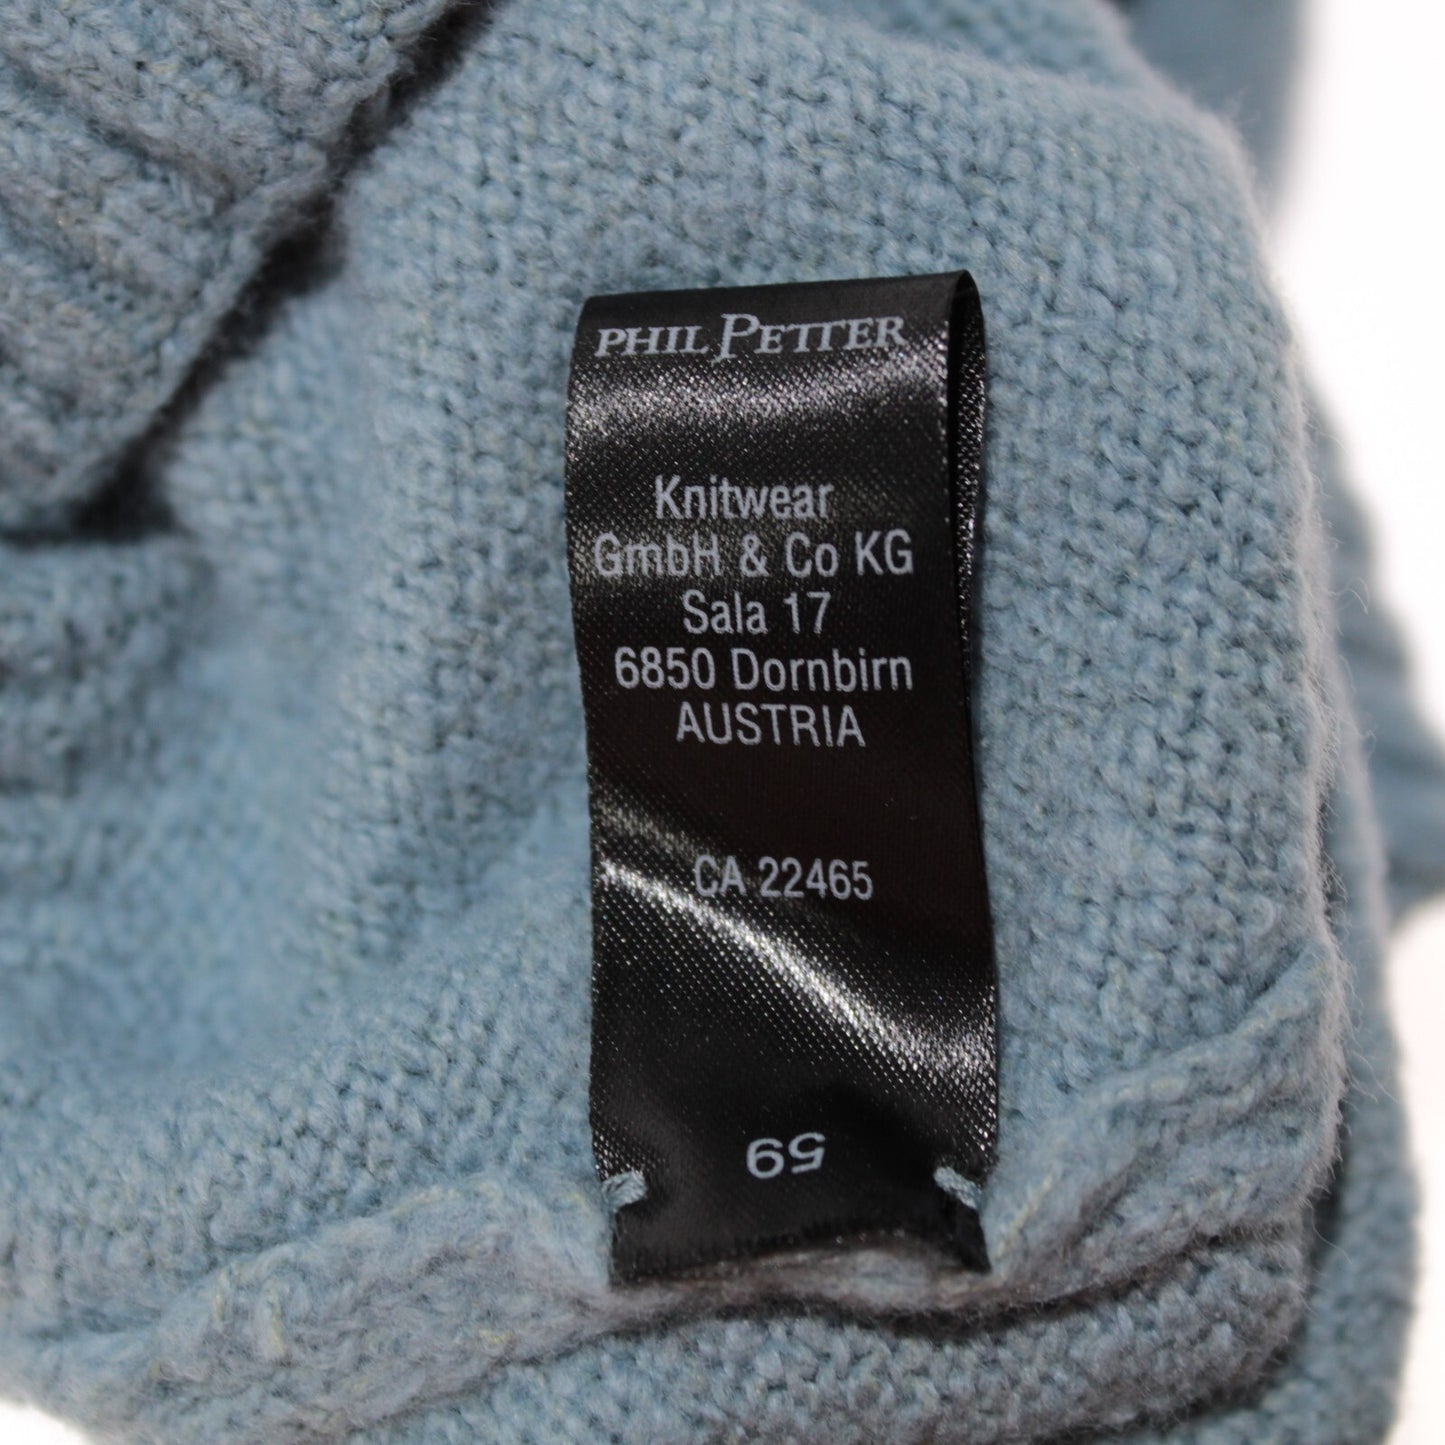 PHIL PETTER
Knitwear
GmbH & Co KG
Sala 17
6850 Dornbirn
AUSTRIA
CA 22465
59